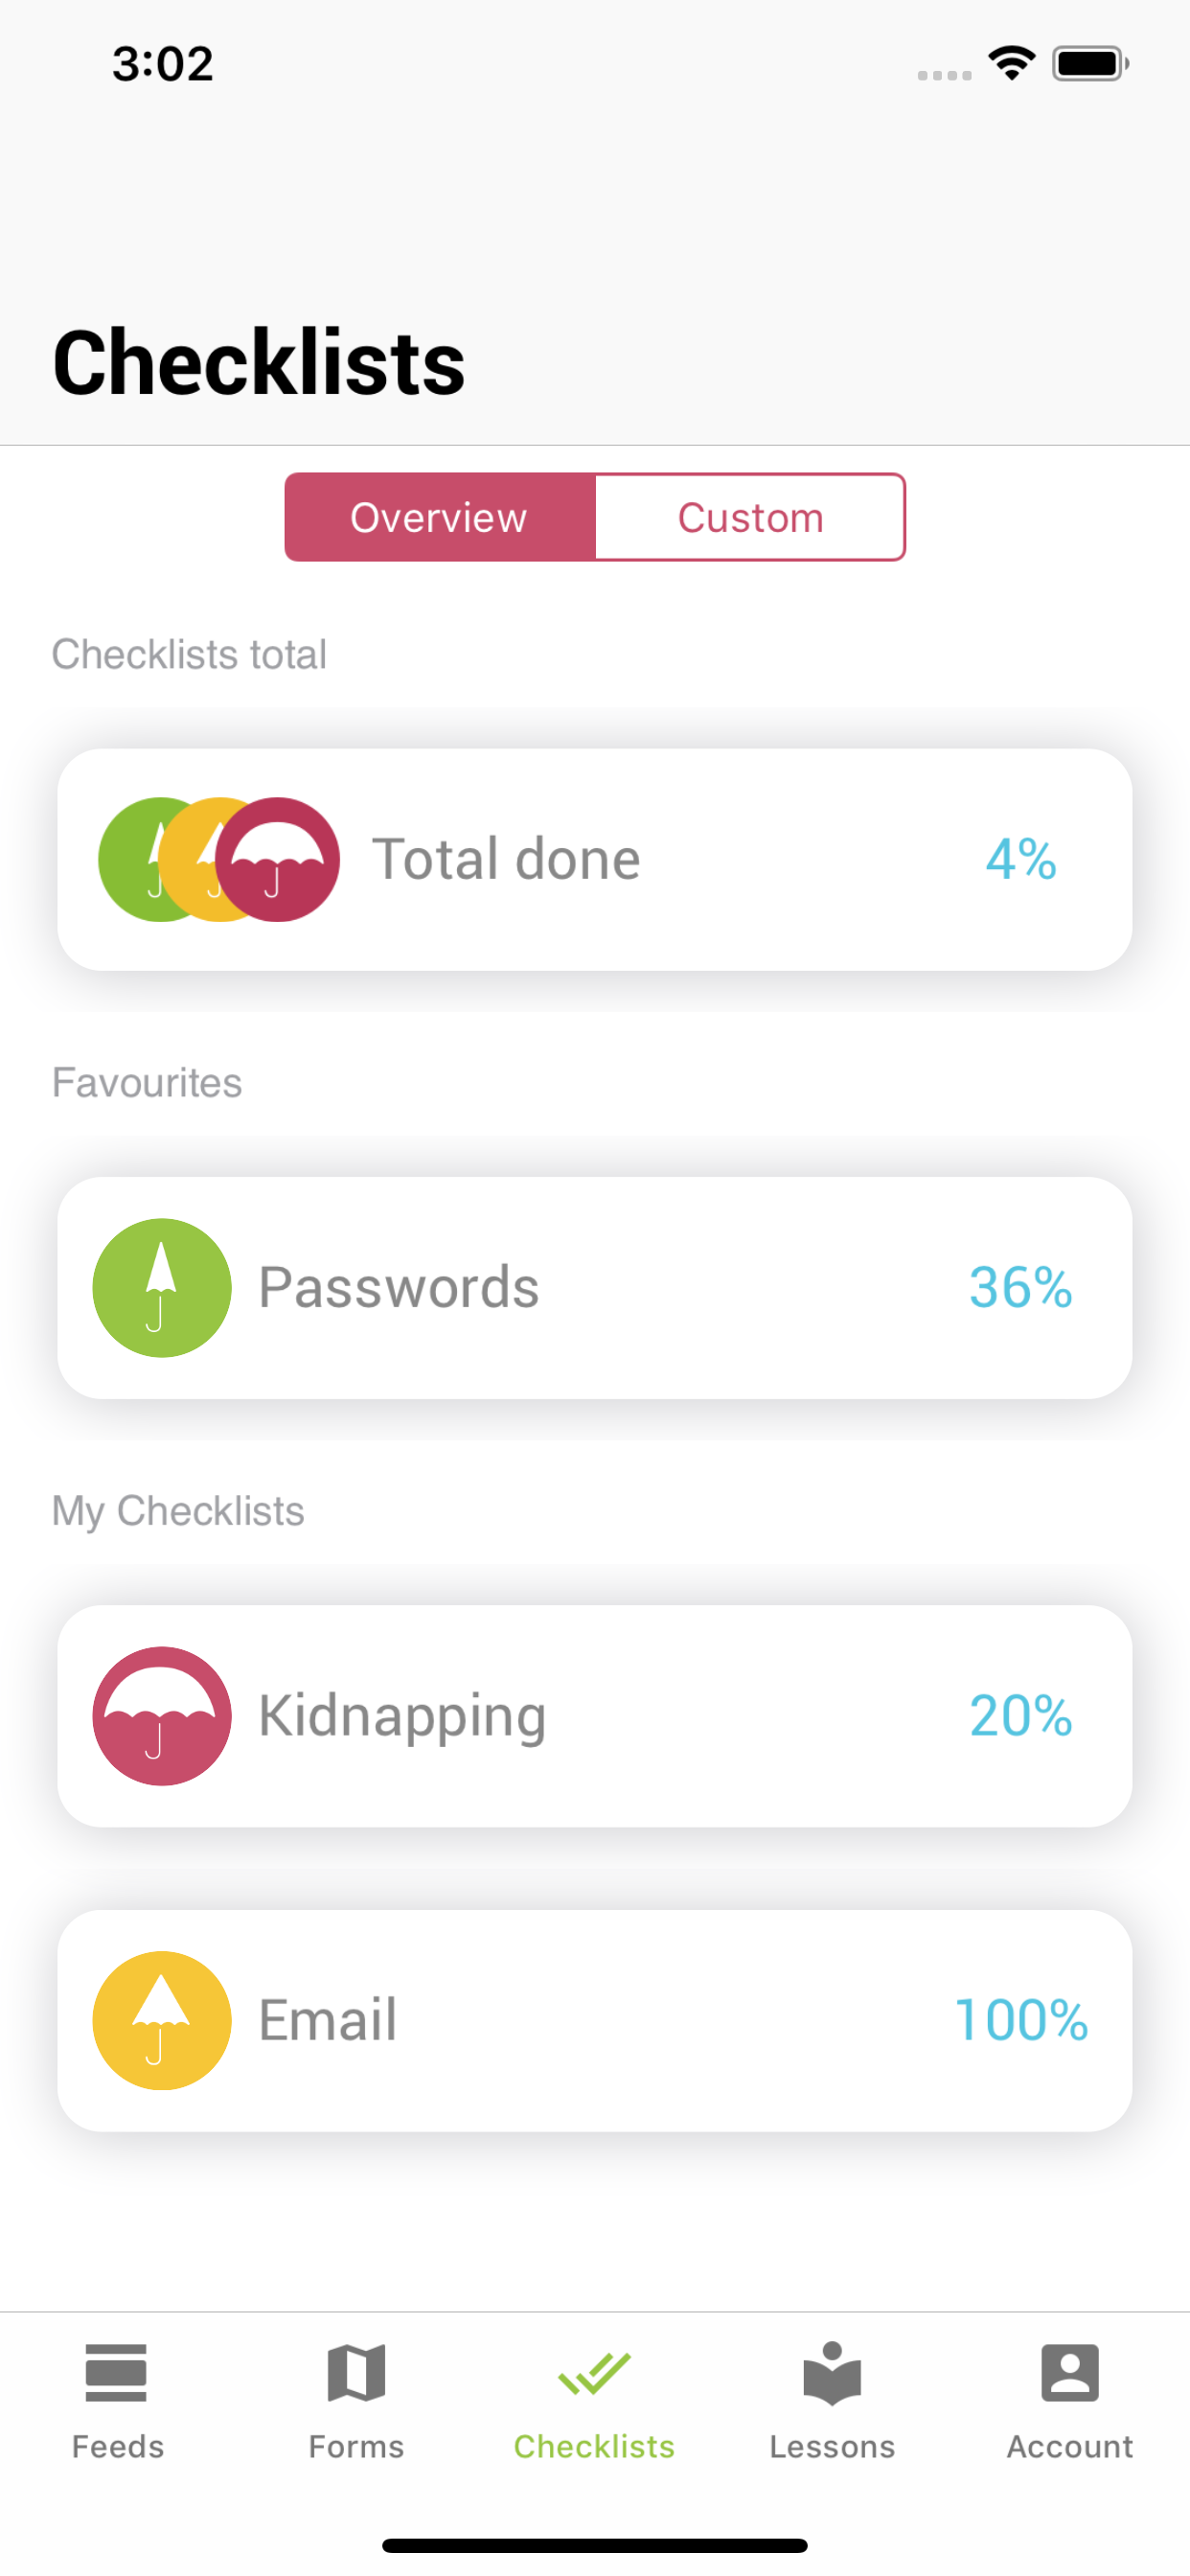 3:02
Checklists
Overview
Custom
Checklists total
Total done
4%
Favourites
Passwords
36%
My Checklists
Kidnapping
20%
Email
100%
Feeds
Forms
Checklists
Lessons
Account